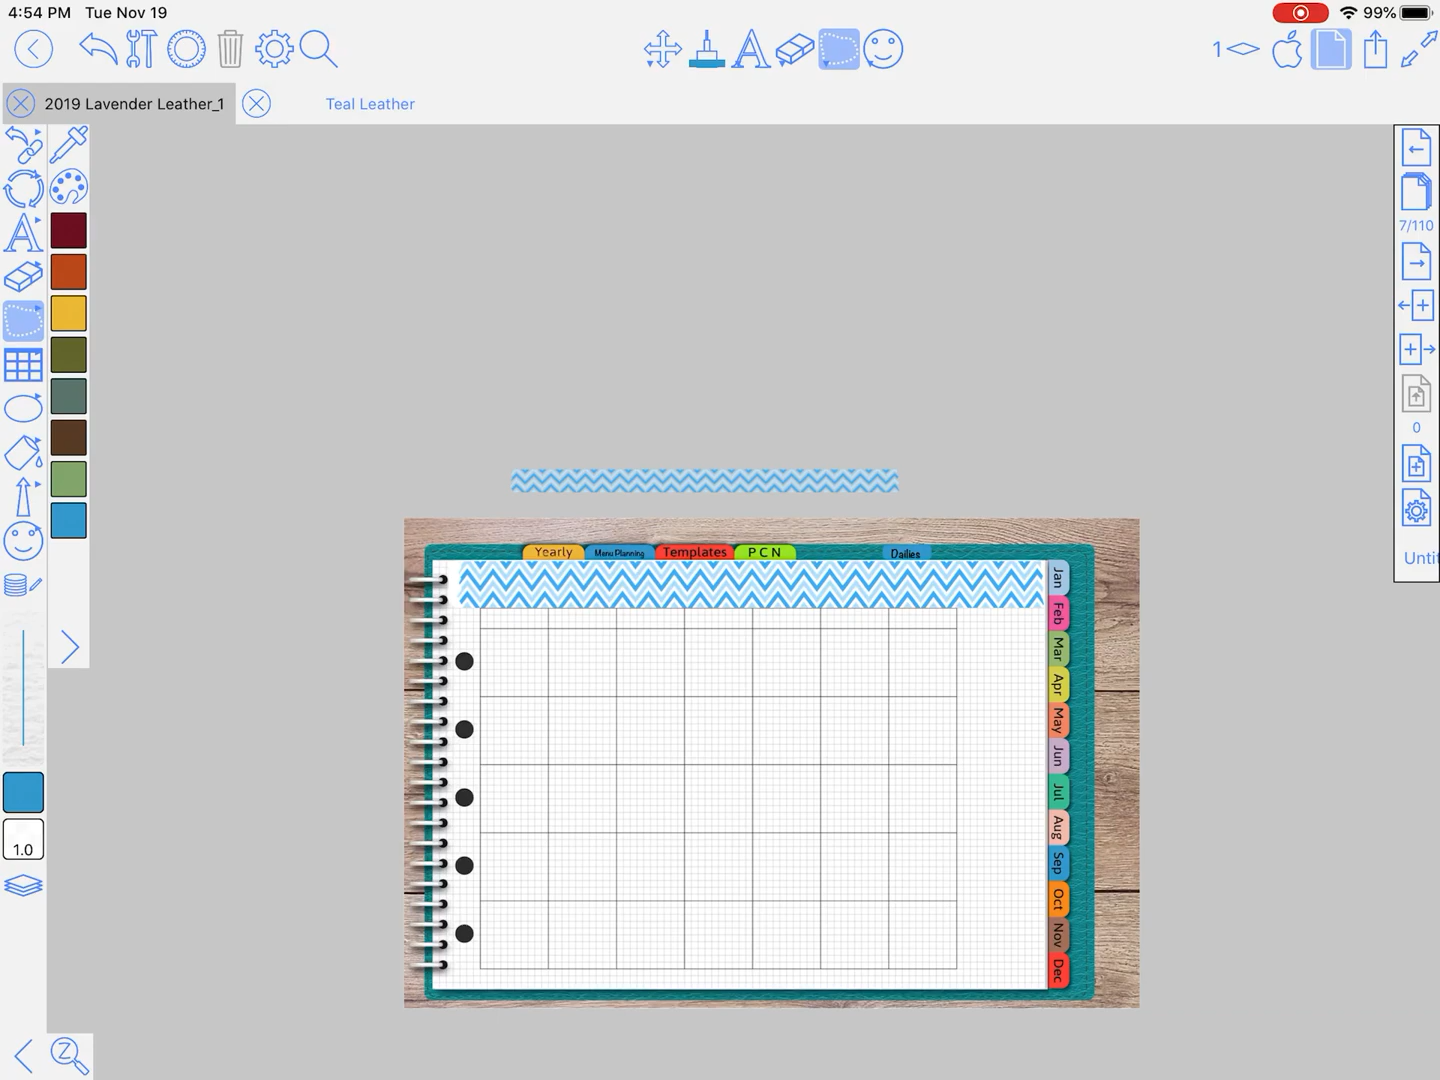 4:54 PM Tue Nov 19
99%
1
2019 Lavender Leather_1
Teal Leather
7/110
0
Unti
Yearly
Menu Planning
Templates
P C N
Dailies
Jan
Feb
Mar
Apr
May
Jun
Jul
Aug
Sep
Oct
Nov
Dec
1.0
Z